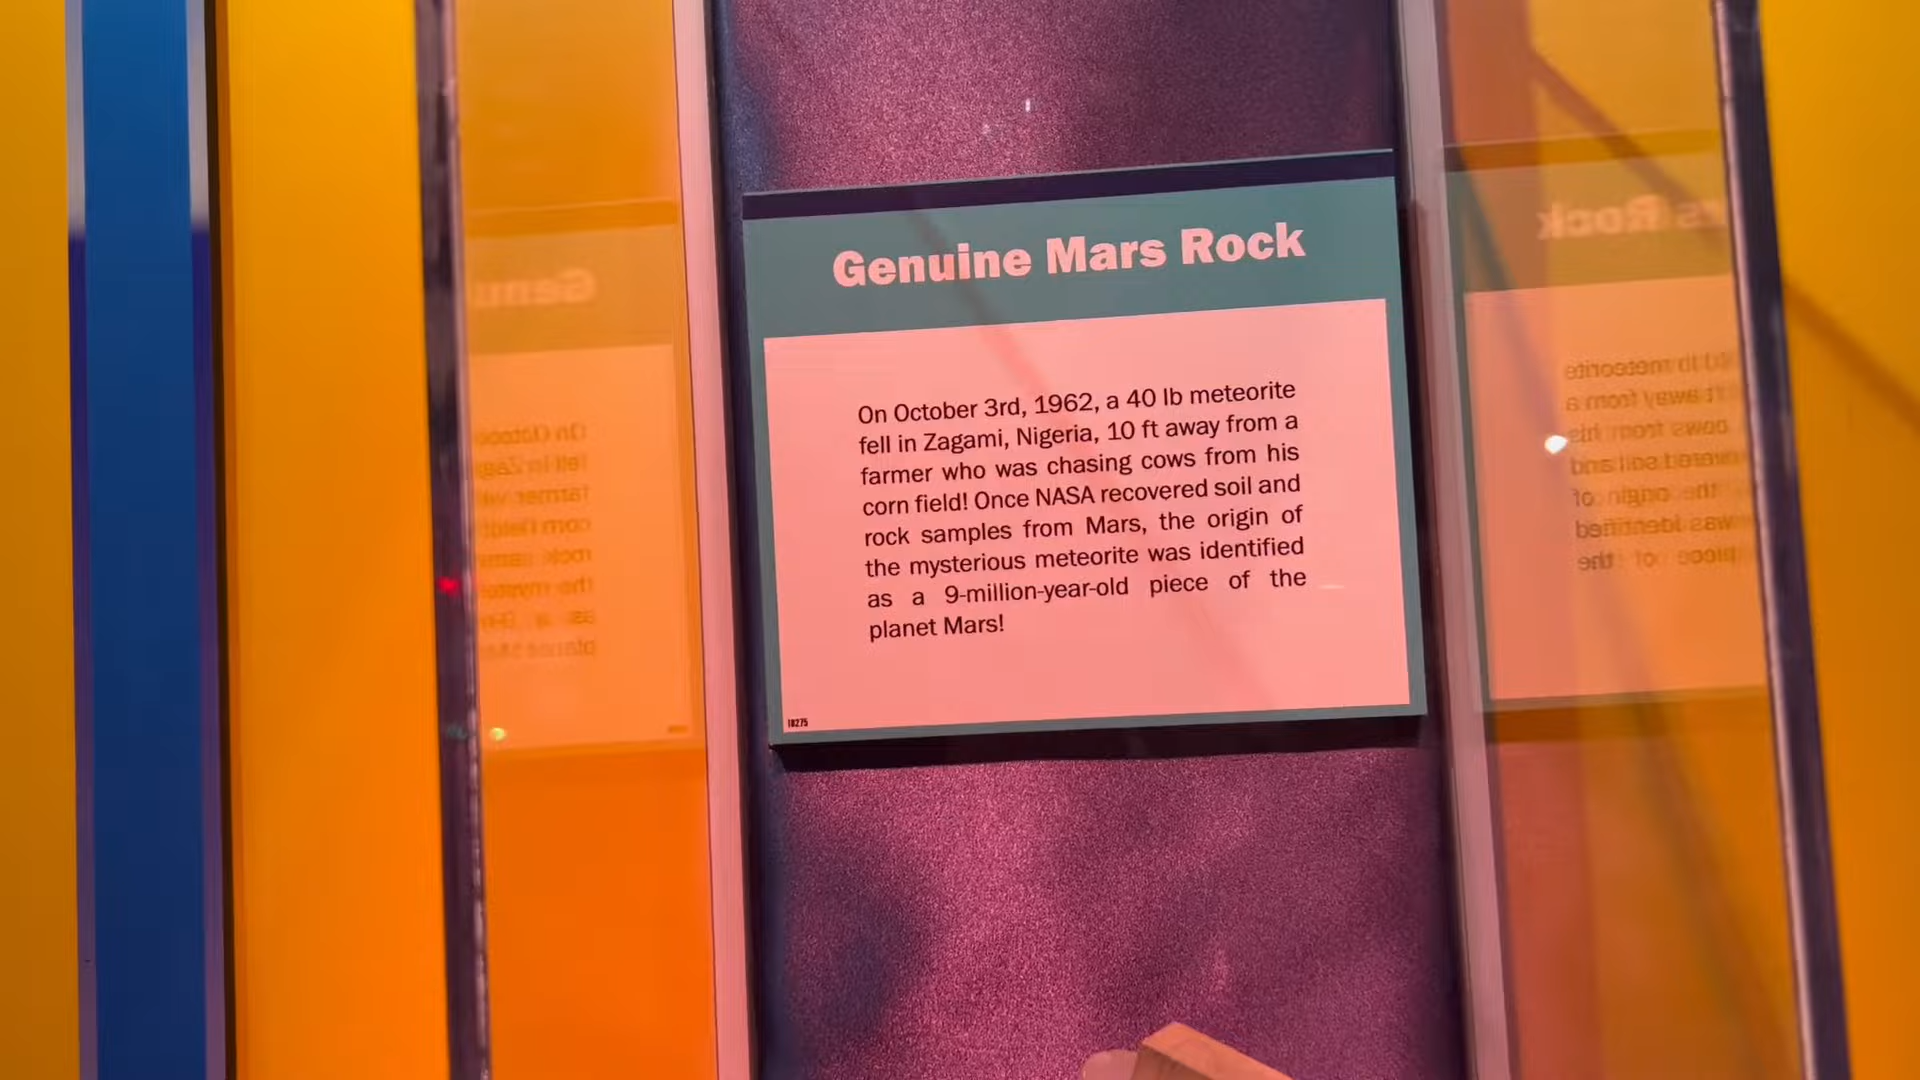 Genuine Mars Rock
On October 3rd, 1962, a 40 lb meteorite
fell in Zagami, Nigeria, 10 ft away from a
farmer who was chasing cows from his
corn field! Once NASA recovered soil and
rock samples from Mars, the origin of
the mysterious meteorite was identified
as a 9-million-year-old piece of the
planet Mars!
18275